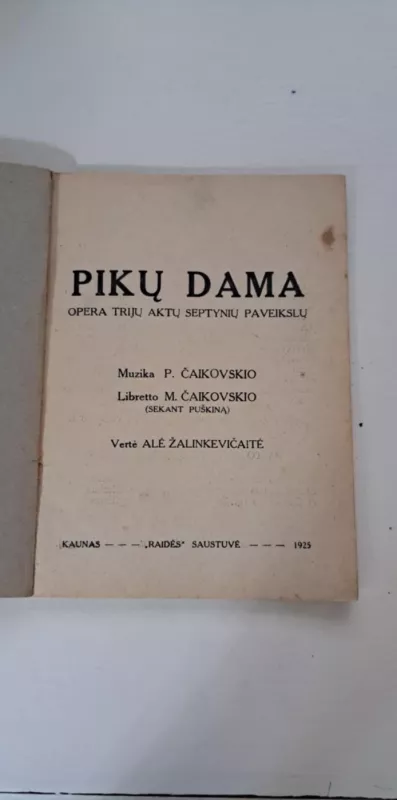 PIKŲ DAMA
OPERA TRIJŲ AKTŲ SEPTYNIŲ PAVEIKSLŲ
Muzika P. ČAIKOVSKIO
Libretto M. ČAIKOVSKIO
(SEKANT PUŠKINĄ)
Vertė ALĖ ŽALINKEVIČAITĖ
KAUNAS — — — „RAIDĖS" SAUSTUVĖ — — — 1925